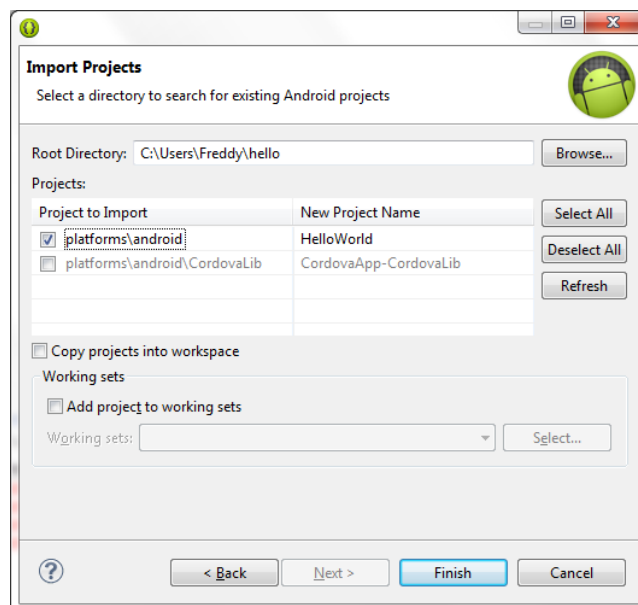 Import Projects
Select a directory to search for existing Android projects
Root Directory: C:\Users\Freddy\hello Browse...
Projects:
Project to Import New Project Name Select All
platforms\android HelloWorld
Deselect All
platforms\android\CordovaLib CordovaApp-CordovaLib
Refresh
Copy projects into workspace
Working sets
Add project to working sets
Working sets: Select...
? < Back Next > Finish Cancel